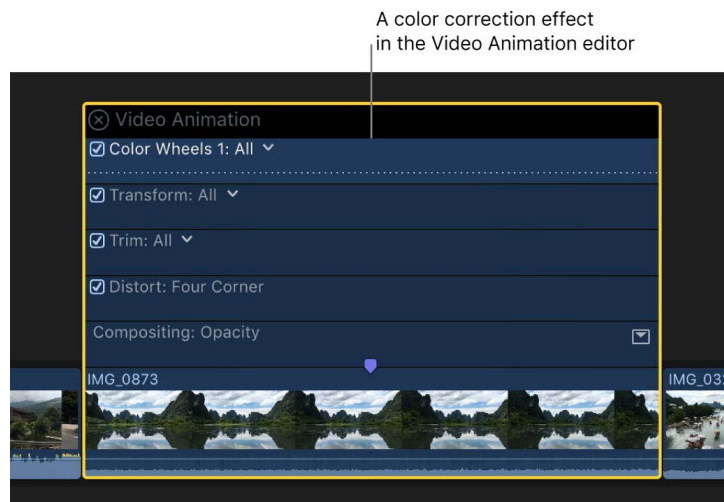 A color correction effect
in the Video Animation editor
Video Animation
Color Wheels 1: All
Transform: All
Trim: All
Distort: Four Corner
Compositing: Opacity
IMG_0873
IMG_032